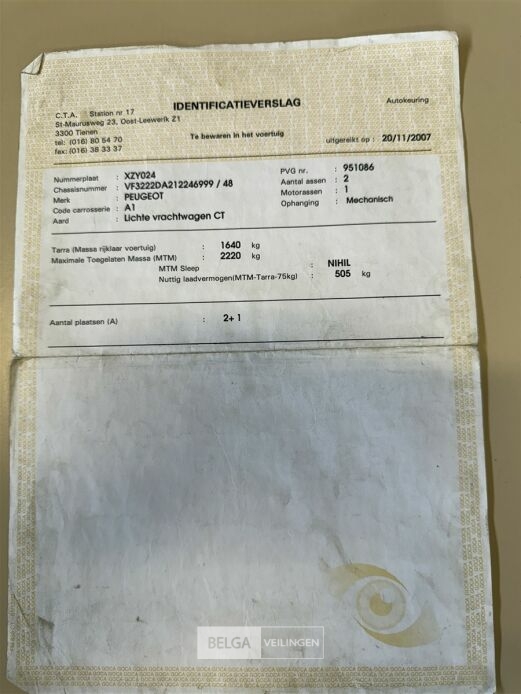 IDENTIFICATIEVERSLAG
Autokeuring
C.T.A. Station nr 17
St-Maurusweg 23, Oost-Leewerik Z1
3300 Tienen
tel: (016) 80 54 70
fax: (016) 38 33 37
Te bewaren in het voertuig
uitgereikt op : 20/11/2007
Nummerplaat : XZY024
Chassisnummer : VF3222DA212246999 / 48
Merk : PEUGEOT
Code carrosserie : A1
Aard : Lichte vrachtwagen CT
PVG nr. : 951086
Aantal assen : 2
Motorassen : 1
Ophanging : Mechanisch
Tarra (Massa rijklaar voertuig) : 1640 kg
Maximale Toegelaten Massa (MTM) : 2220 kg
MTM Sleep : NIHIL
Nuttig laadvermogen(MTM-Tarra-75kg) : 505 kg
Aantal plaatsen (A) : 2+ 1
BELGA VEILINGEN